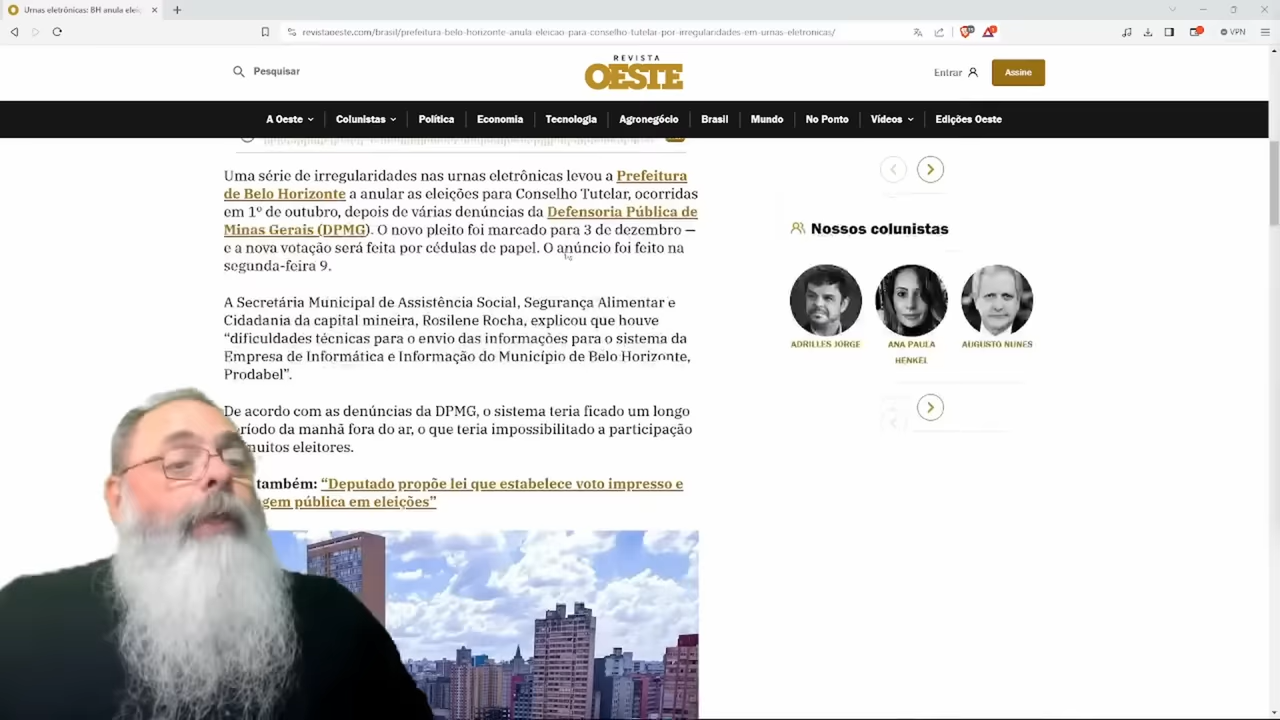 Urnas eletrônicas: BH anula elei
revistaoeste.com/brasil/prefeitura-belo-horizonte-anula-eleicao-para-conselho-tutelar-por-irregularidades-em-urnas-eletronicas/
VPN
Pesquisar
REVISTA
OESTE
Entrar
Assine
A Oeste
Colunistas
Política
Economia
Tecnologia
Agronegócio
Brasil
Mundo
No Ponto
Vídeos
Edições Oeste
Uma série de irregularidades nas urnas eletrônicas levou a Prefeitura
de Belo Horizonte a anular as eleições para Conselho Tutelar, ocorridas
em 1º de outubro, depois de várias denúncias da Defensoria Pública de
Minas Gerais (DPMG). O novo pleito foi marcado para 3 de dezembro —
e a nova votação será feita por cédulas de papel. O anúncio foi feito na
segunda-feira 9.
A Secretária Municipal de Assistência Social, Segurança Alimentar e
Cidadania da capital mineira, Rosilene Rocha, explicou que houve
“dificuldades técnicas para o envio das informações para o sistema da
Empresa de Informática e Informação do Município de Belo Horizonte,
Prodabel”.
De acordo com as denúncias da DPMG, o sistema teria ficado um longo
ríodo da manhã fora do ar, o que teria impossibilitado a participação
muitos eleitores.
também: “Deputado propõe lei que estabelece voto impresso e
gem pública em eleições”
Nossos colunistas
ADRILLES JORGE
ANA PAULA
HENKEL
AUGUSTO NUNES